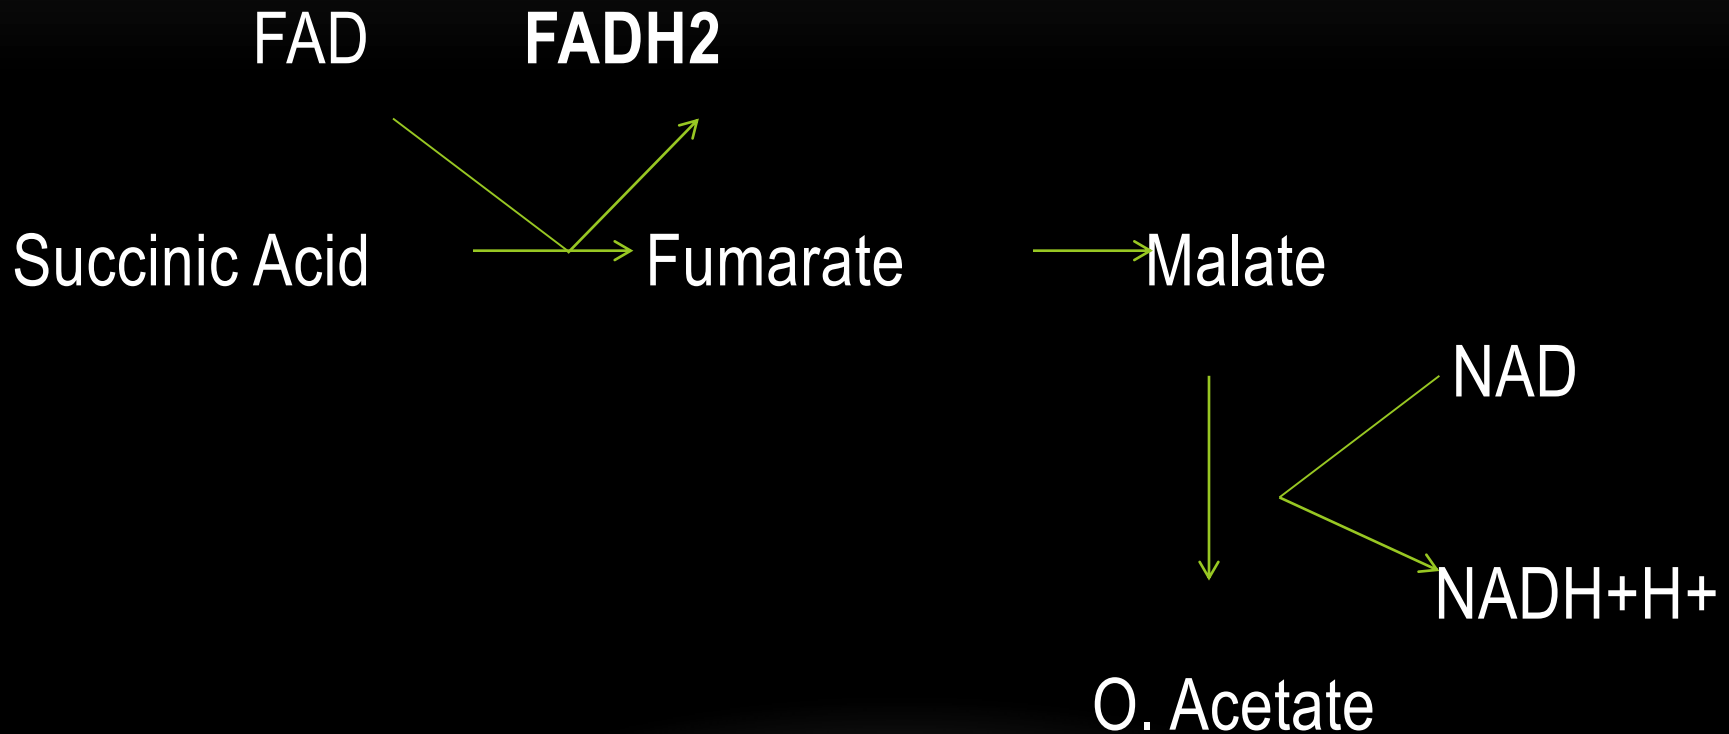 FAD FADH2
Succinic Acid Fumarate Malate
NAD
NADH+H+
O. Acetate